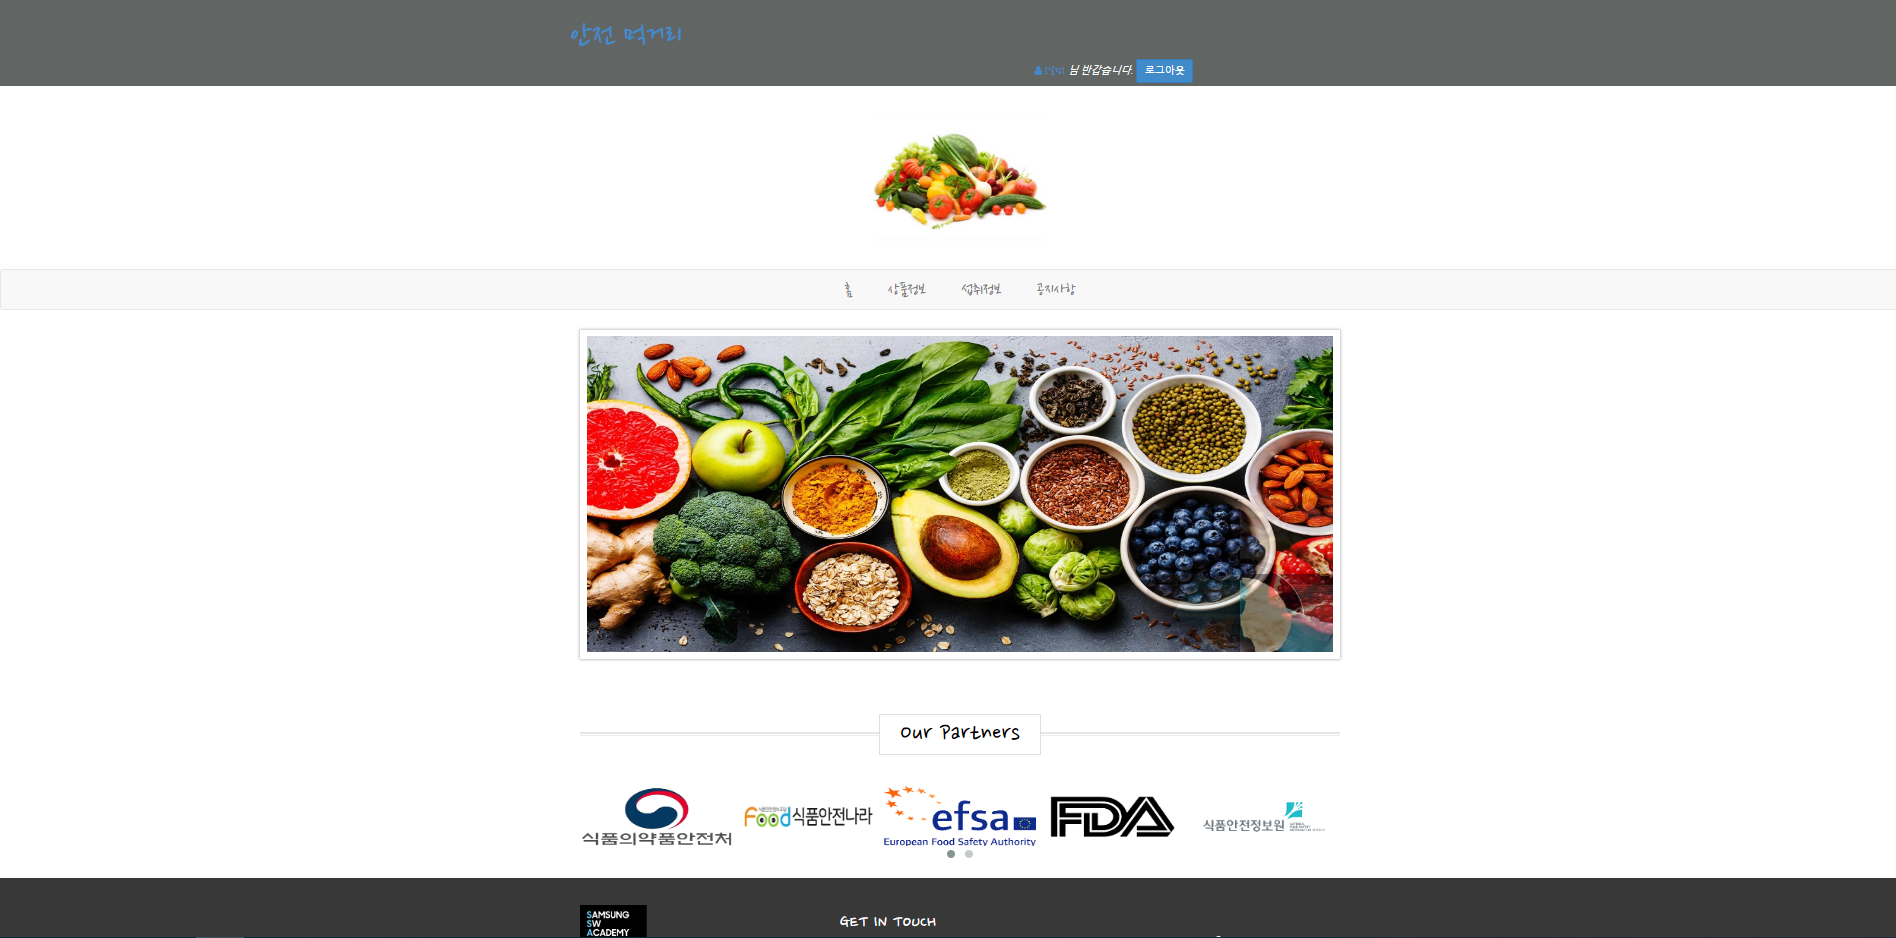 안전 먹거리
님 반갑습니다. 로그아웃
홈 상품정보 섭취정보 공지사항
Our Partners
식품의약품안전처
Food 식품안전나라
efsa
European Food Safety Authority
FDA
식품안전정보원
SAMSUNG
SW
ACADEMY
GET IN TOUCH